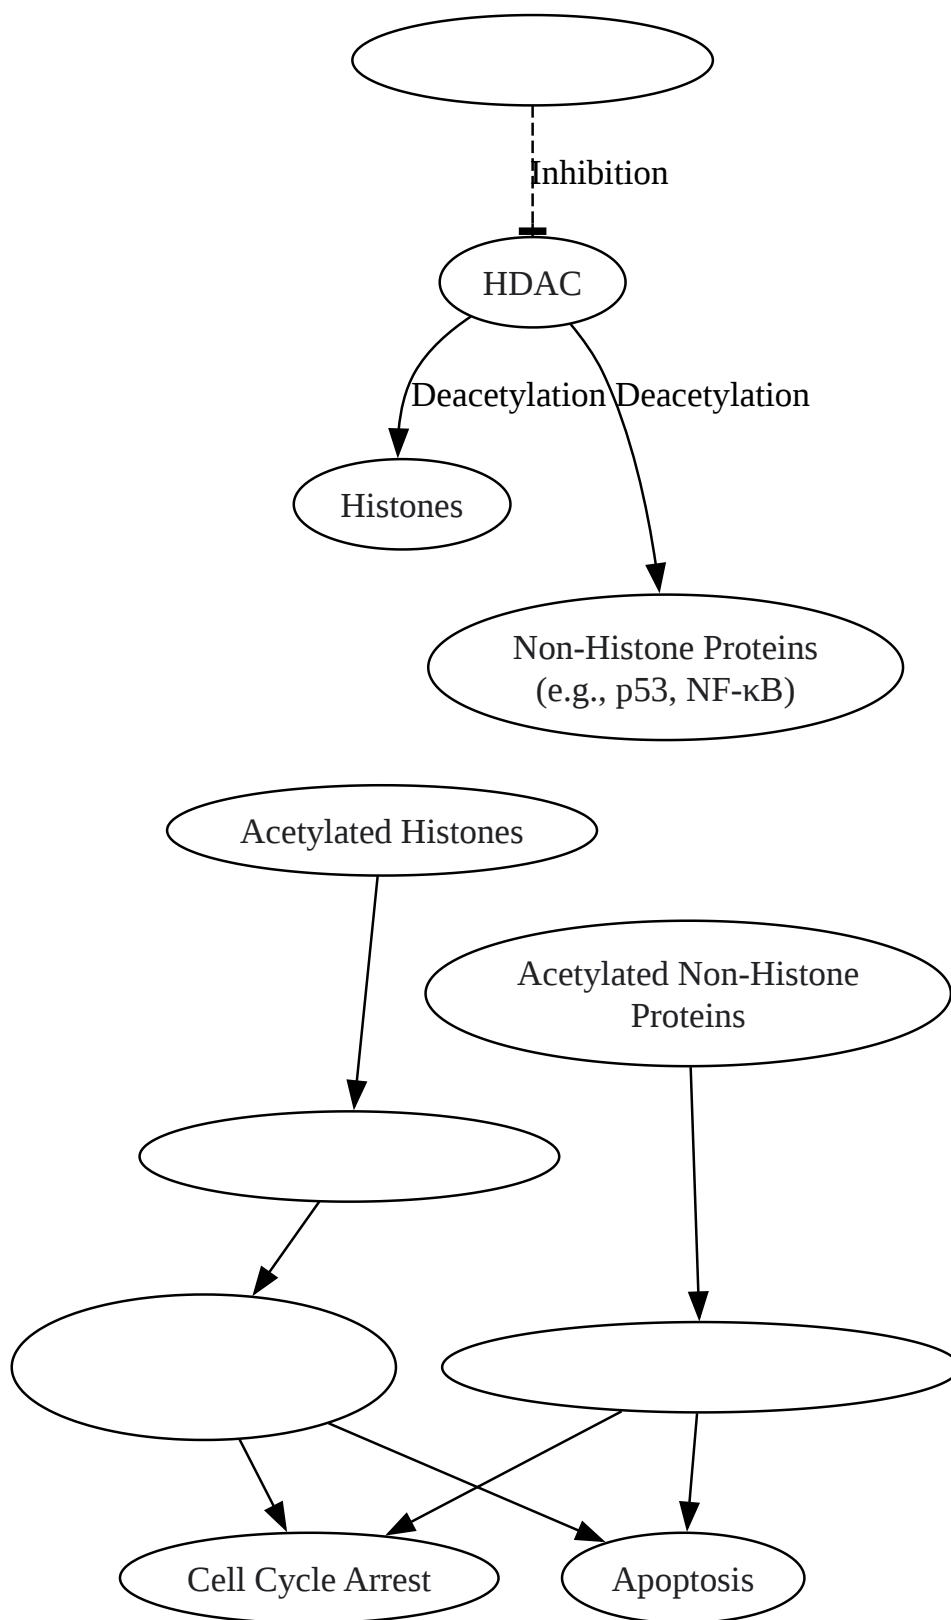 Inhibition
HDAC
Deacetylation
Deacetylation
Histones
Non-Histone Proteins
(e.g., p53, NF-κB)
Acetylated Histones
Acetylated Non-Histone
Proteins
Cell Cycle Arrest
Apoptosis